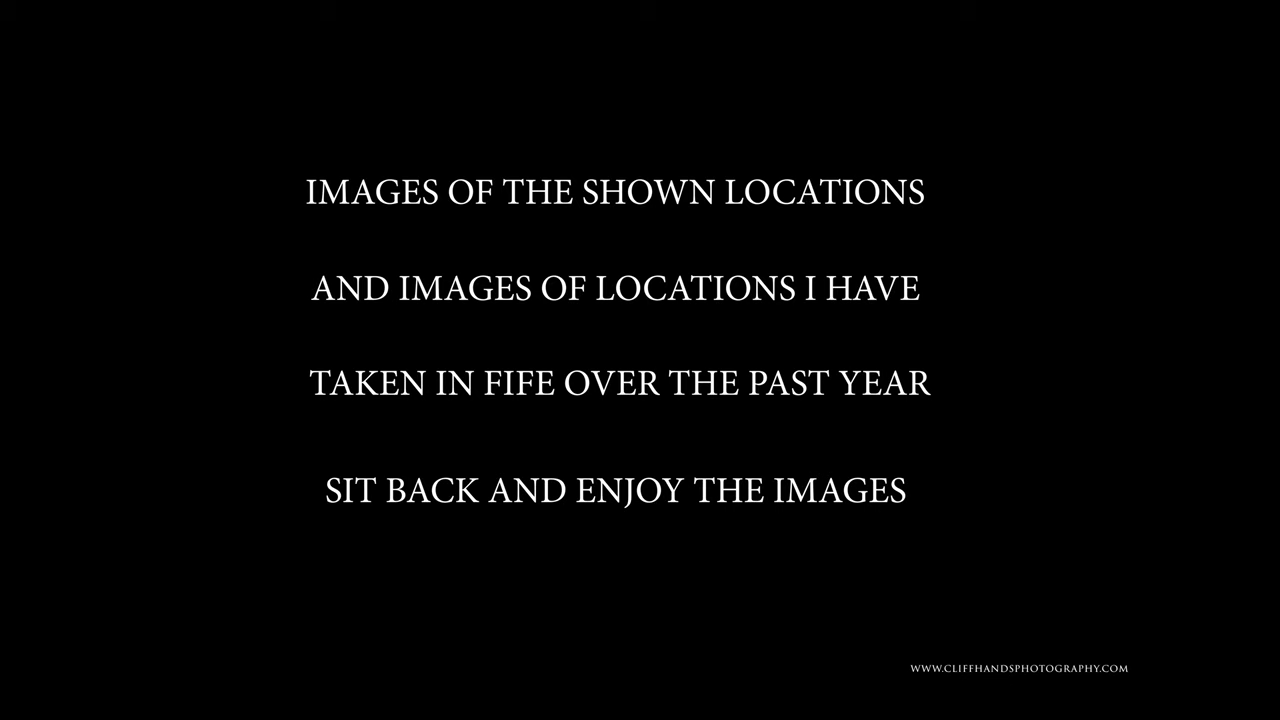 IMAGES OF THE SHOWN LOCATIONS
AND IMAGES OF LOCATIONS I HAVE
TAKEN IN FIFE OVER THE PAST YEAR
SIT BACK AND ENJOY THE IMAGES
WWW.CLIFFHANDSPHOTOGRAPHY.COM